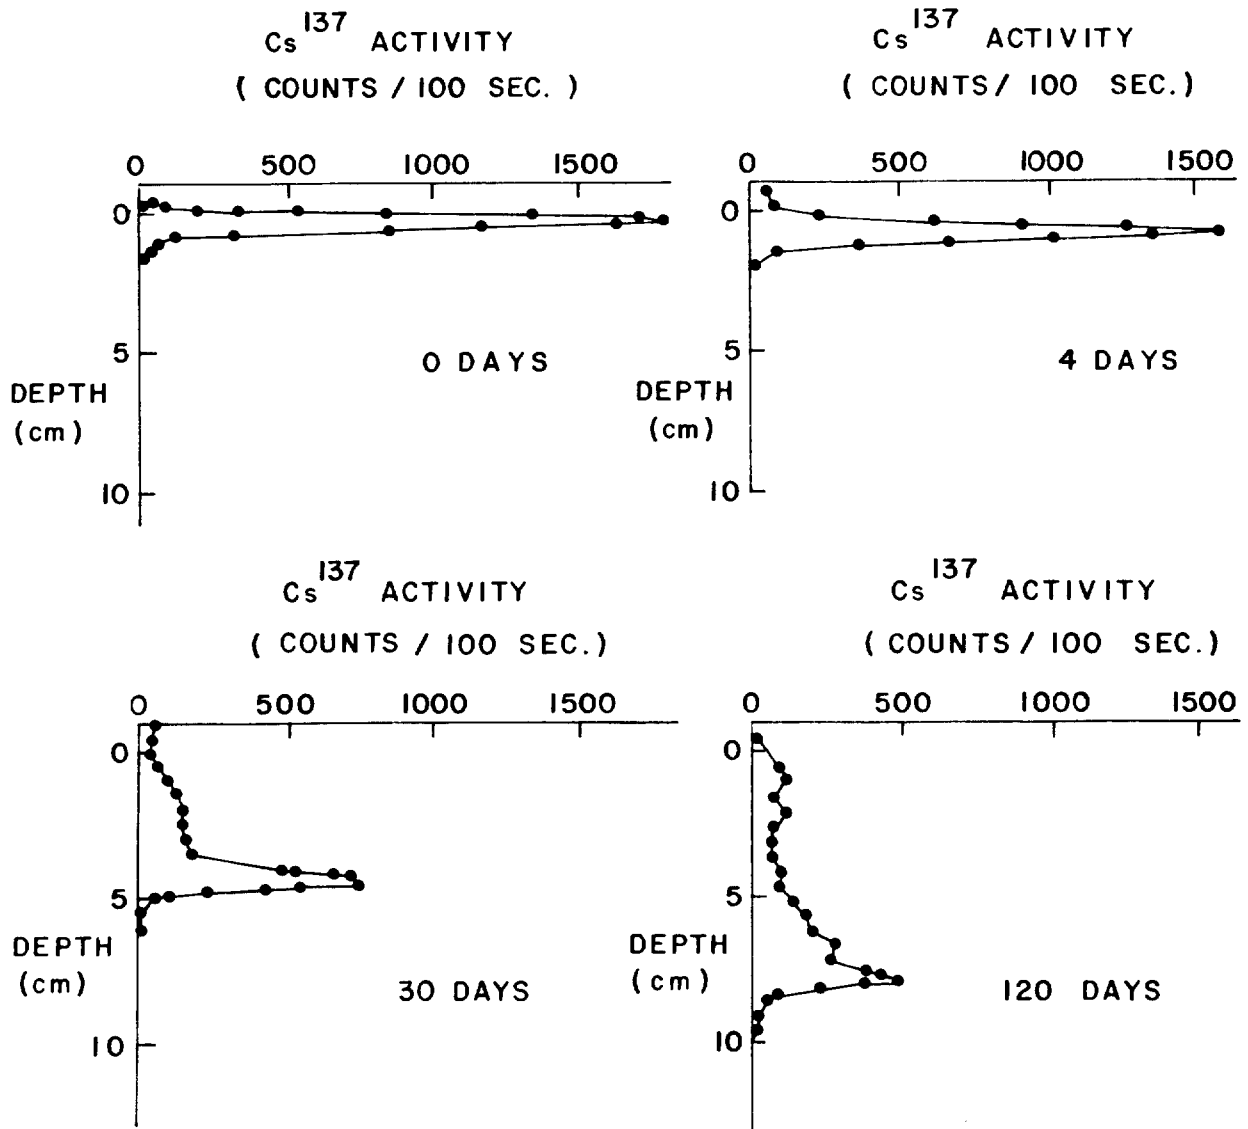 Cs137 ACTIVITY
( COUNTS / 100 SEC. )
0 500 1000 1500
0
5
10
DEPTH
(cm)
0 DAYS
Cs137 ACTIVITY
( COUNTS/ 100 SEC.)
0 500 1000 1500
0
5
10
DEPTH
(cm)
4 DAYS
Cs137 ACTIVITY
( COUNTS / 100 SEC.)
0 500 1000 1500
0
5
10
DEPTH
(cm)
30 DAYS
Cs137 ACTIVITY
( COUNTS / 100 SEC.)
0 500 1000 1500
0
5
10
DEPTH
(cm)
120 DAYS